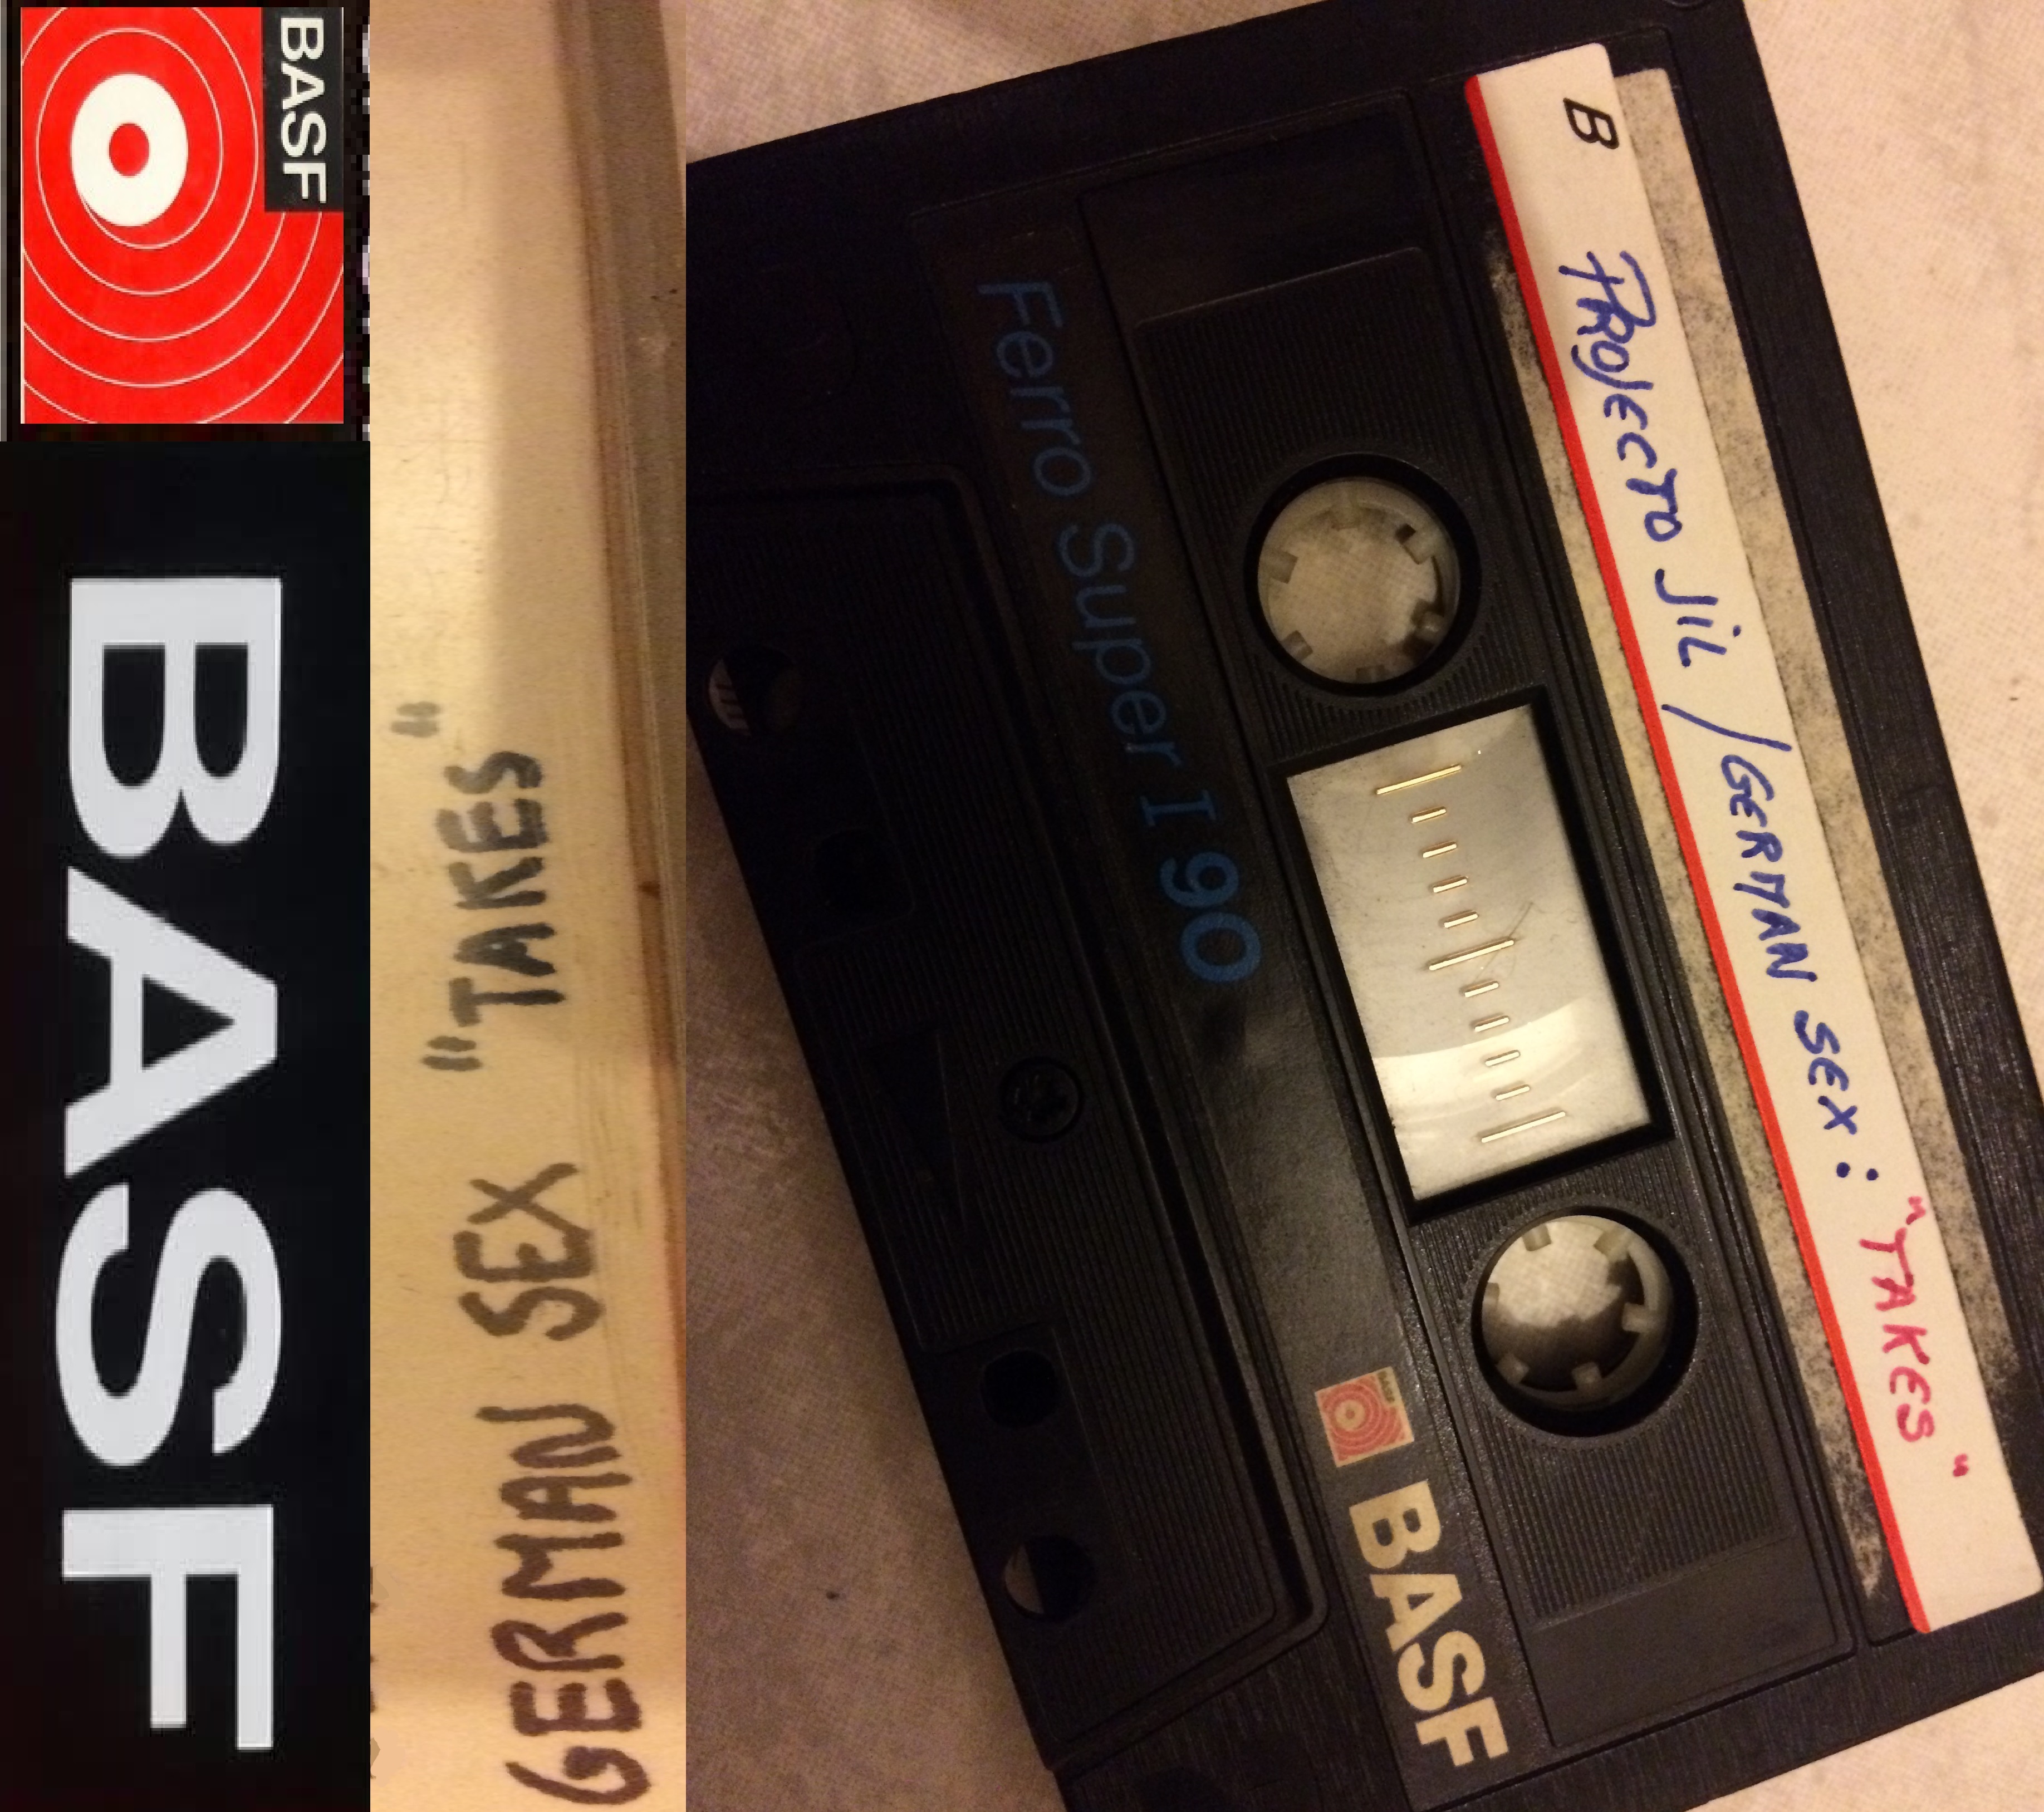 BASF
BASF
GERMAN SEX "TAKES"
B PROJECTO JIL / GERMAN SEX: "TAKES"
Ferro Super I 90
BASF